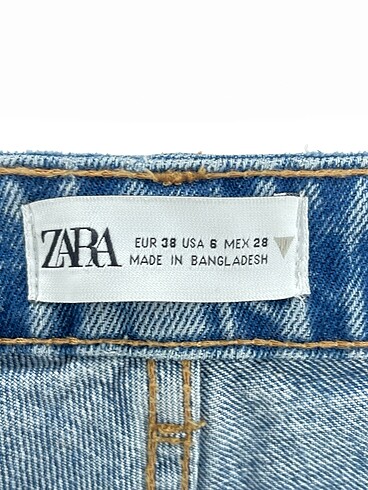 ZARA
EUR 38 USA 6 MEX 28
MADE IN BANGLADESH